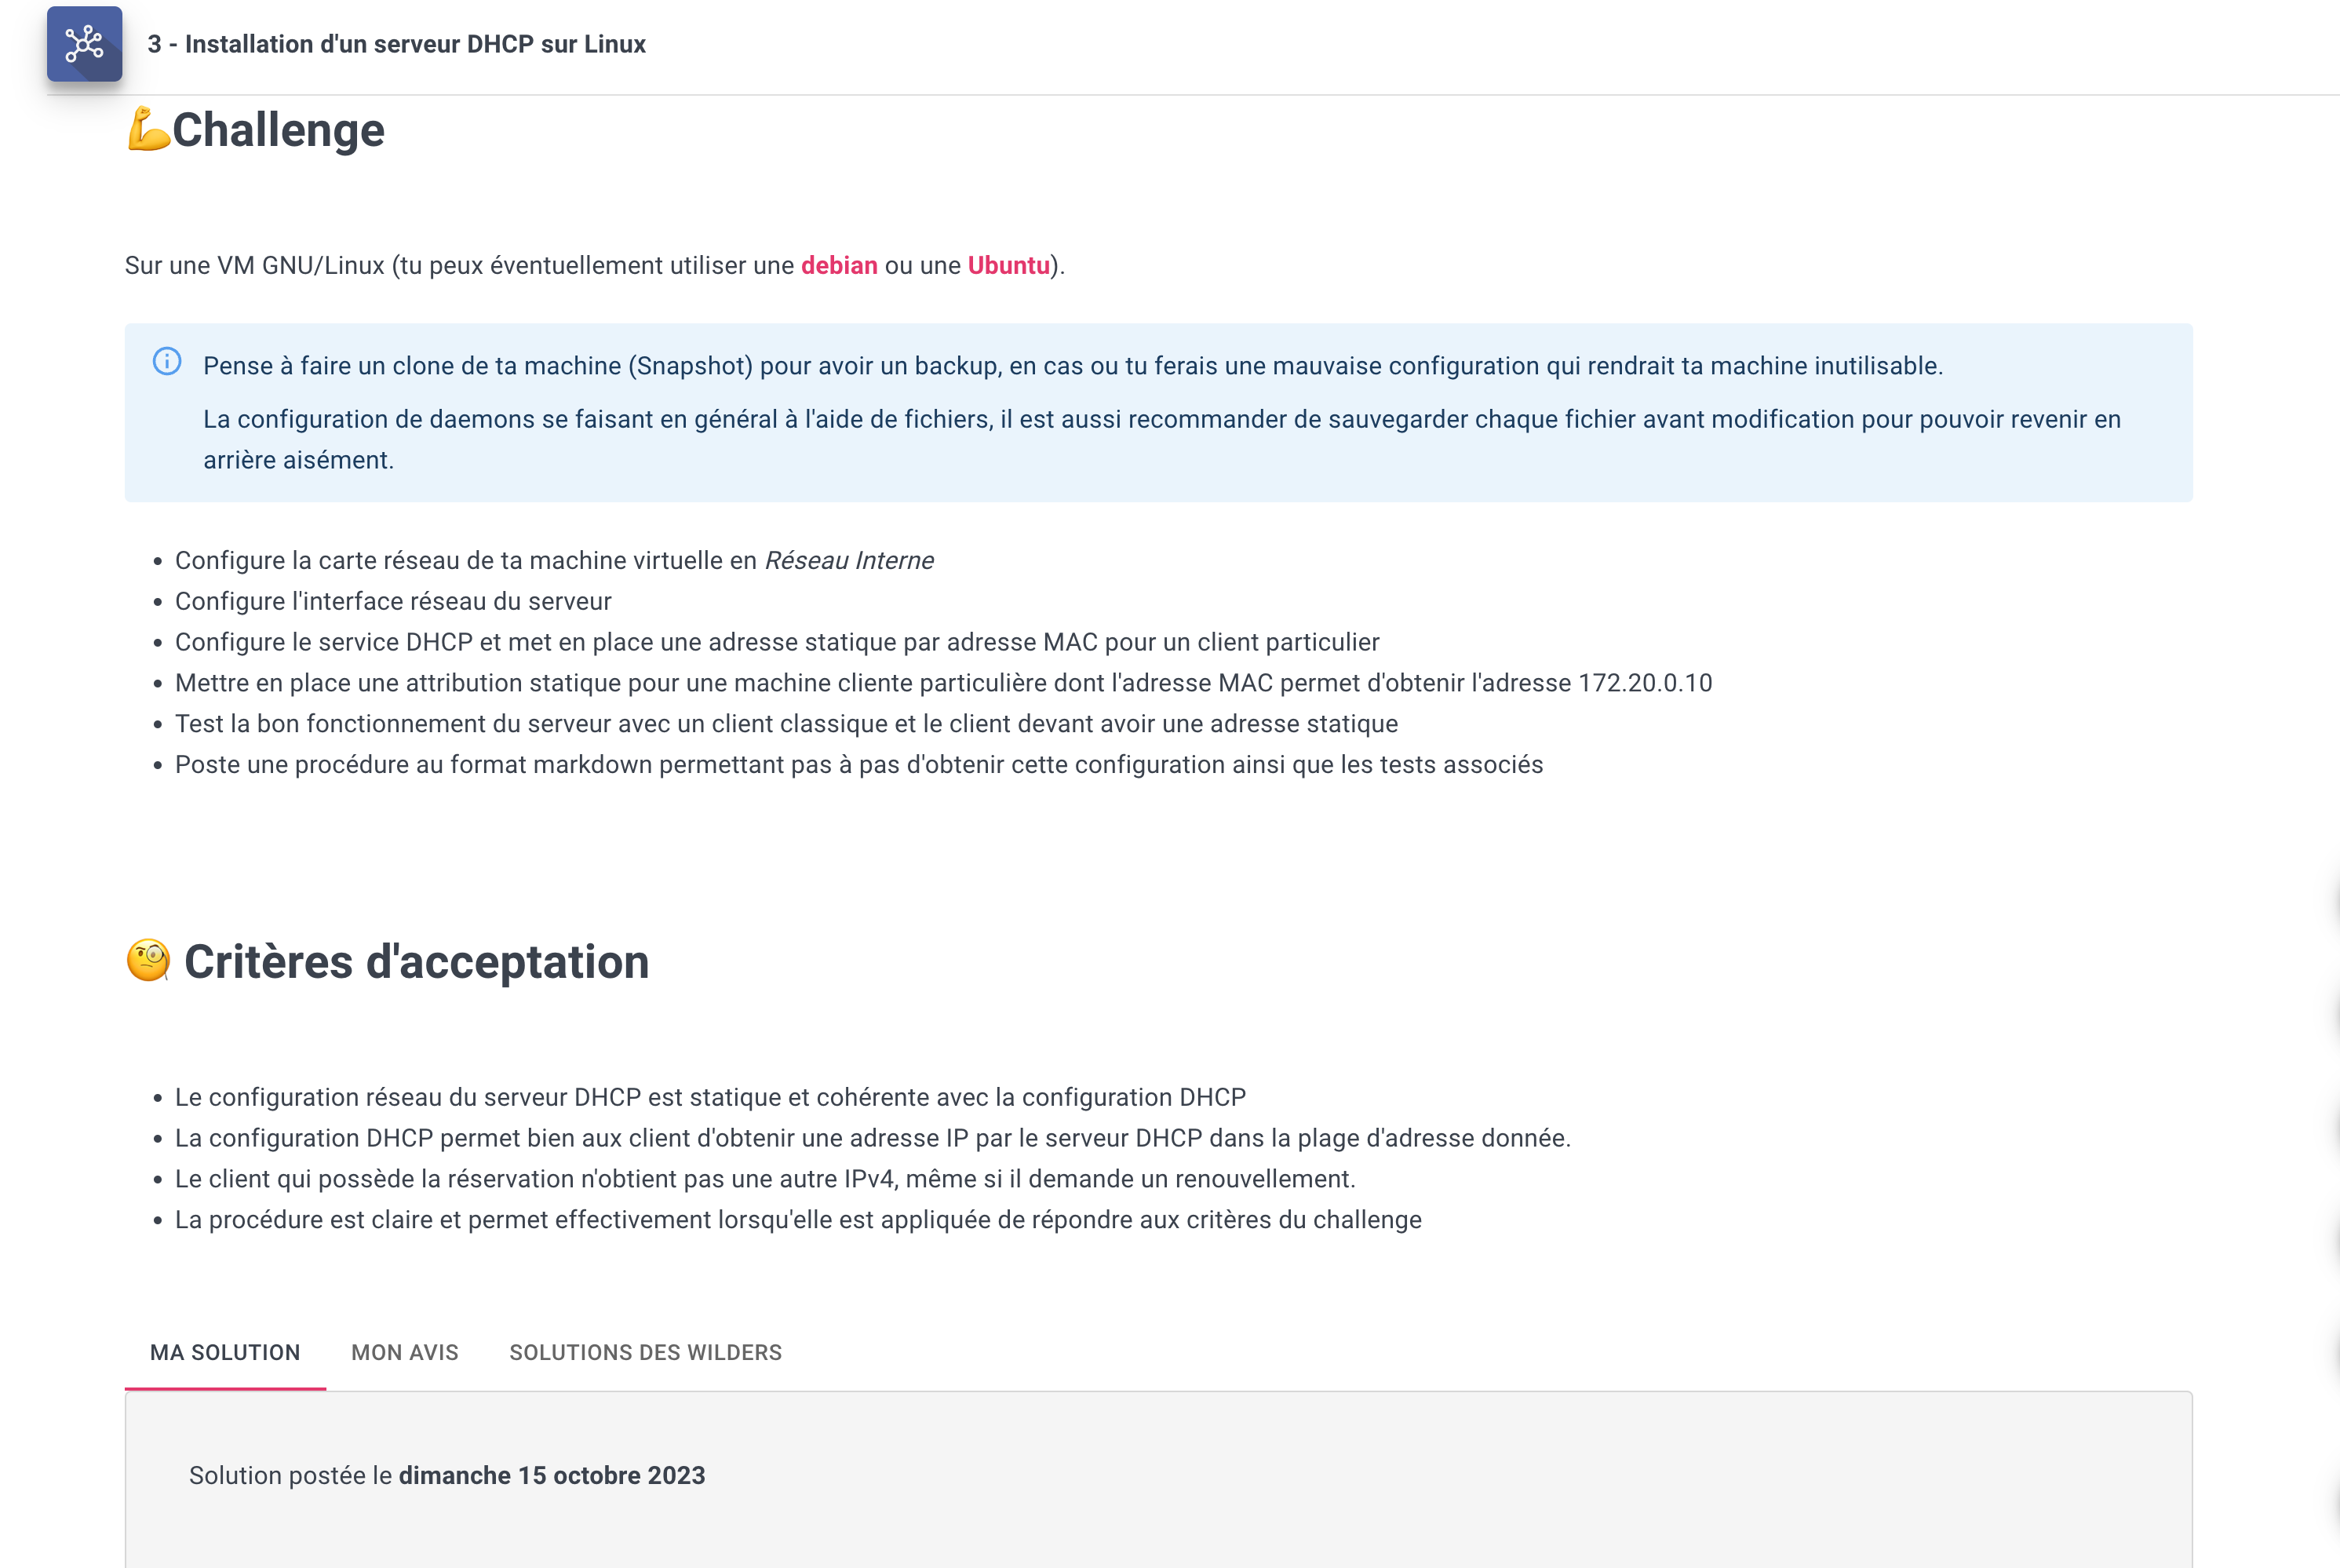 3 - Installation d'un serveur DHCP sur Linux
💪Challenge
Sur une VM GNU/Linux (tu peux éventuellement utiliser une debian ou une Ubuntu).
Pense à faire un clone de ta machine (Snapshot) pour avoir un backup, en cas ou tu ferais une mauvaise configuration qui rendrait ta machine inutilisable.
La configuration de daemons se faisant en général à l'aide de fichiers, il est aussi recommander de sauvegarder chaque fichier avant modification pour pouvoir revenir en
arrière aisément.
• Configure la carte réseau de ta machine virtuelle en Réseau Interne
• Configure l'interface réseau du serveur
• Configure le service DHCP et met en place une adresse statique par adresse MAC pour un client particulier
• Mettre en place une attribution statique pour une machine cliente particulière dont l'adresse MAC permet d'obtenir l'adresse 172.20.0.10
• Test la bon fonctionnement du serveur avec un client classique et le client devant avoir une adresse statique
• Poste une procédure au format markdown permettant pas à pas d'obtenir cette configuration ainsi que les tests associés
🧐 Critères d'acceptation
• Le configuration réseau du serveur DHCP est statique et cohérente avec la configuration DHCP
• La configuration DHCP permet bien aux client d'obtenir une adresse IP par le serveur DHCP dans la plage d'adresse donnée.
• Le client qui possède la réservation n'obtient pas une autre IPv4, même si il demande un renouvellement.
• La procédure est claire et permet effectivement lorsqu'elle est appliquée de répondre aux critères du challenge
MA SOLUTION MON AVIS SOLUTIONS DES WILDERS
Solution postée le dimanche 15 octobre 2023